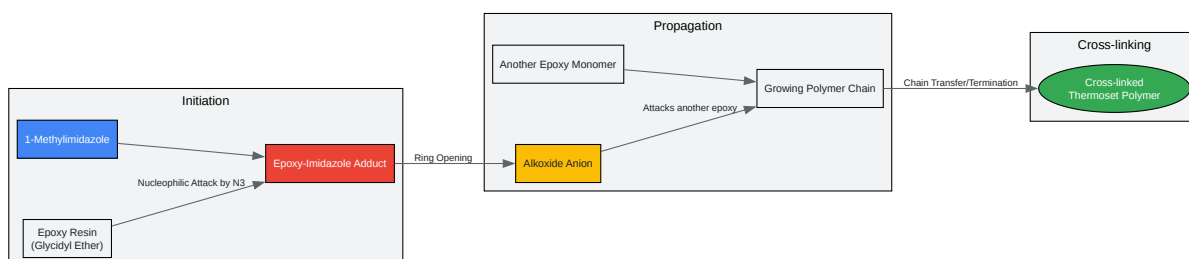 Initiation
1-Methylimidazole
Epoxy Resin
(Glycidyl Ether)
Nucleophilic Attack by N3
Epoxy-Imidazole Adduct
Ring Opening
Propagation
Another Epoxy Monomer
Alkoxide Anion
Attacks another epoxy
Growing Polymer Chain
Chain Transfer/Termination
Cross-linking
Cross-linked
Thermoset Polymer